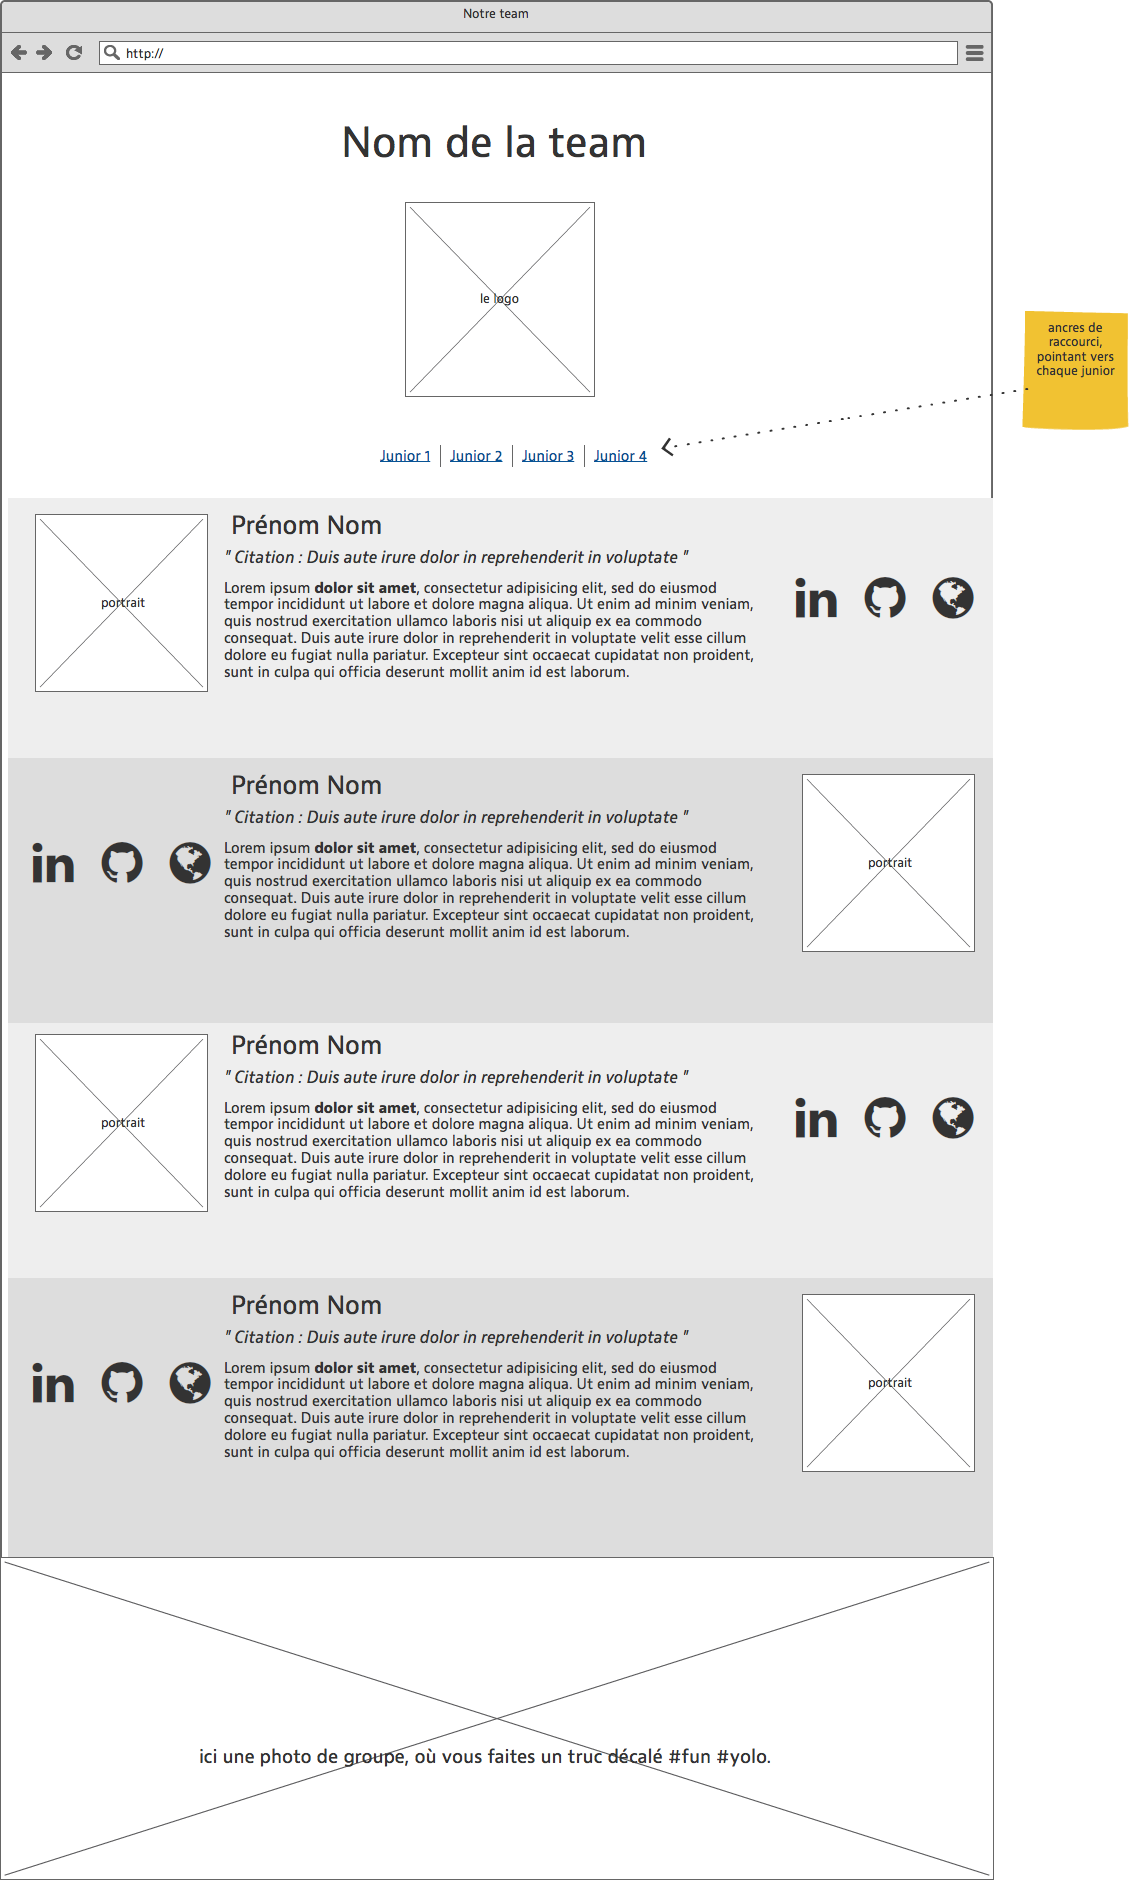 Notre team
http://
Nom de la team
le logo
ancres de
raccourci,
pointant vers
chaque junior
Junior 1
Junior 2
Junior 3
Junior 4
portrait
Prénom Nom
" Citation : Duis aute irure dolor in reprehenderit in voluptate "
Lorem ipsum dolor sit amet, consectetur adipisicing elit, sed do eiusmod
tempor incididunt ut labore et dolore magna aliqua. Ut enim ad minim veniam,
quis nostrud exercitation ullamco laboris nisi ut aliquip ex ea commodo
consequat. Duis aute irure dolor in reprehenderit in voluptate velit esse cillum
dolore eu fugiat nulla pariatur. Excepteur sint occaecat cupidatat non proident,
sunt in culpa qui officia deserunt mollit anim id est laborum.
in
Prénom Nom
" Citation : Duis aute irure dolor in reprehenderit in voluptate "
in
Lorem ipsum dolor sit amet, consectetur adipisicing elit, sed do eiusmod
tempor incididunt ut labore et dolore magna aliqua. Ut enim ad minim veniam,
quis nostrud exercitation ullamco laboris nisi ut aliquip ex ea commodo
consequat. Duis aute irure dolor in reprehenderit in voluptate velit esse cillum
dolore eu fugiat nulla pariatur. Excepteur sint occaecat cupidatat non proident,
sunt in culpa qui officia deserunt mollit anim id est laborum.
portrait
portrait
Prénom Nom
" Citation : Duis aute irure dolor in reprehenderit in voluptate "
Lorem ipsum dolor sit amet, consectetur adipisicing elit, sed do eiusmod
tempor incididunt ut labore et dolore magna aliqua. Ut enim ad minim veniam,
quis nostrud exercitation ullamco laboris nisi ut aliquip ex ea commodo
consequat. Duis aute irure dolor in reprehenderit in voluptate velit esse cillum
dolore eu fugiat nulla pariatur. Excepteur sint occaecat cupidatat non proident,
sunt in culpa qui officia deserunt mollit anim id est laborum.
in
Prénom Nom
" Citation : Duis aute irure dolor in reprehenderit in voluptate "
in
Lorem ipsum dolor sit amet, consectetur adipisicing elit, sed do eiusmod
tempor incididunt ut labore et dolore magna aliqua. Ut enim ad minim veniam,
quis nostrud exercitation ullamco laboris nisi ut aliquip ex ea commodo
consequat. Duis aute irure dolor in reprehenderit in voluptate velit esse cillum
dolore eu fugiat nulla pariatur. Excepteur sint occaecat cupidatat non proident,
sunt in culpa qui officia deserunt mollit anim id est laborum.
portrait
ici une photo de groupe, où vous faites un truc décalé #fun #yolo.